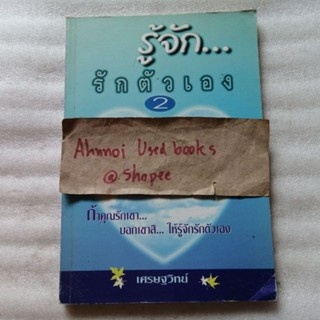 รู้จัก...
รักตัวเอง
2
Ahmnoi Used books
@ Shapee
ถ้าคุณรักเขา...
บอกเขาสิ... ให้รู้จักรักตัวเอง
เศรษฐวิทย์